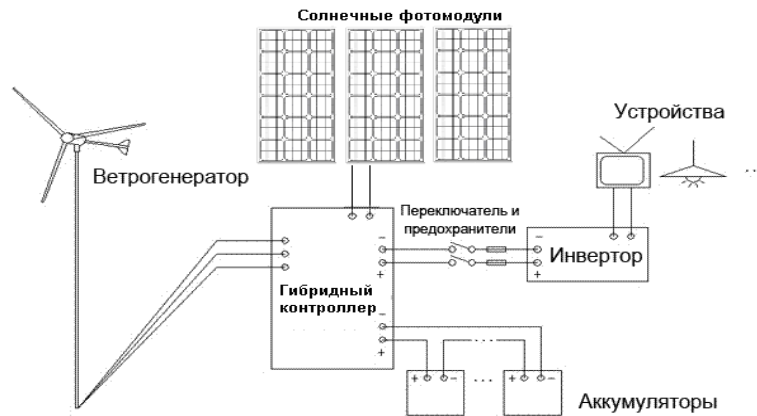 Солнечные фотомодули
Устройства
Ветрогенератор
Переключатель и
предохранители
− − −
Инвертор
+ +
Гибридный
контроллер
−
+
+ − ... + −
Аккумуляторы